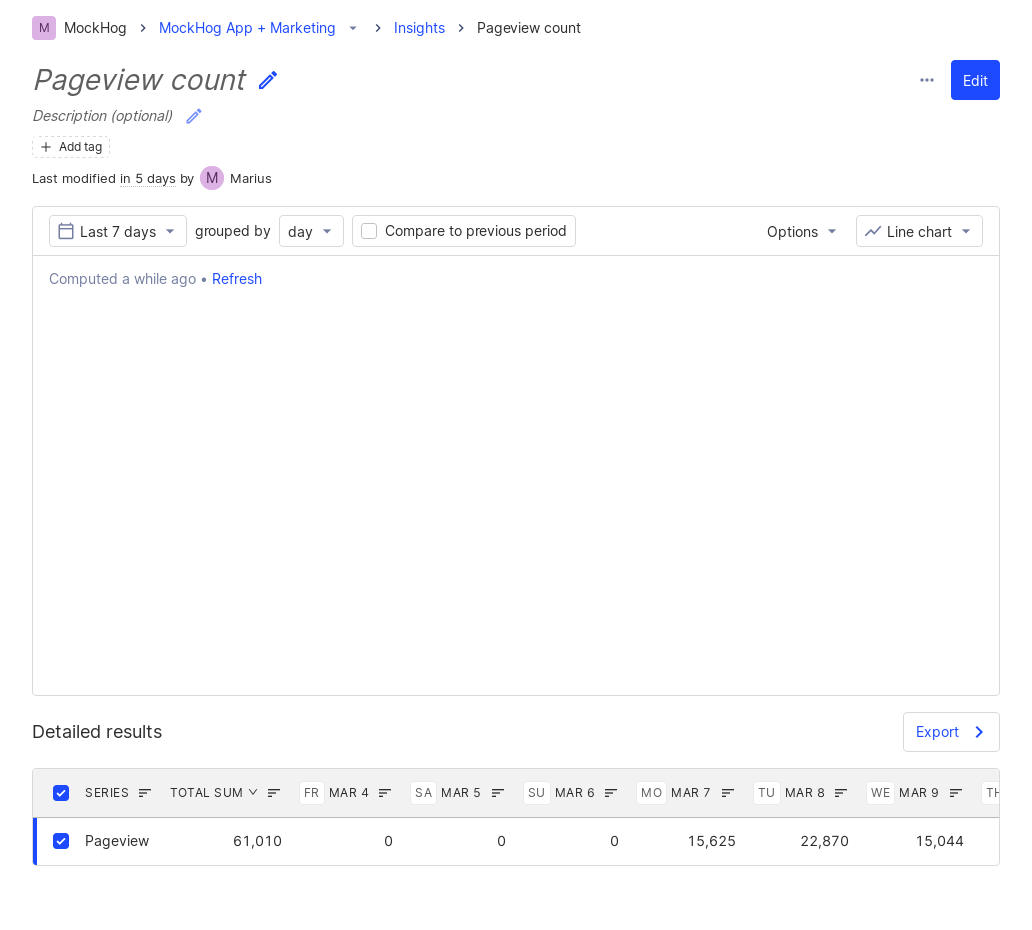 M MockHog MockHog App + Marketing Insights Pageview count
Pageview count
Edit
Description (optional)
Add tag
Last modified in 5 days by M Marius
Last 7 days grouped by day Compare to previous period Options Line chart
Computed a while ago • Refresh
Detailed results
Export
SERIES TOTAL SUM FR MAR 4 SA MAR 5 SU MAR 6 MO MAR 7 TU MAR 8 WE MAR 9 TH
Pageview 61,010 0 0 0 15,625 22,870 15,044